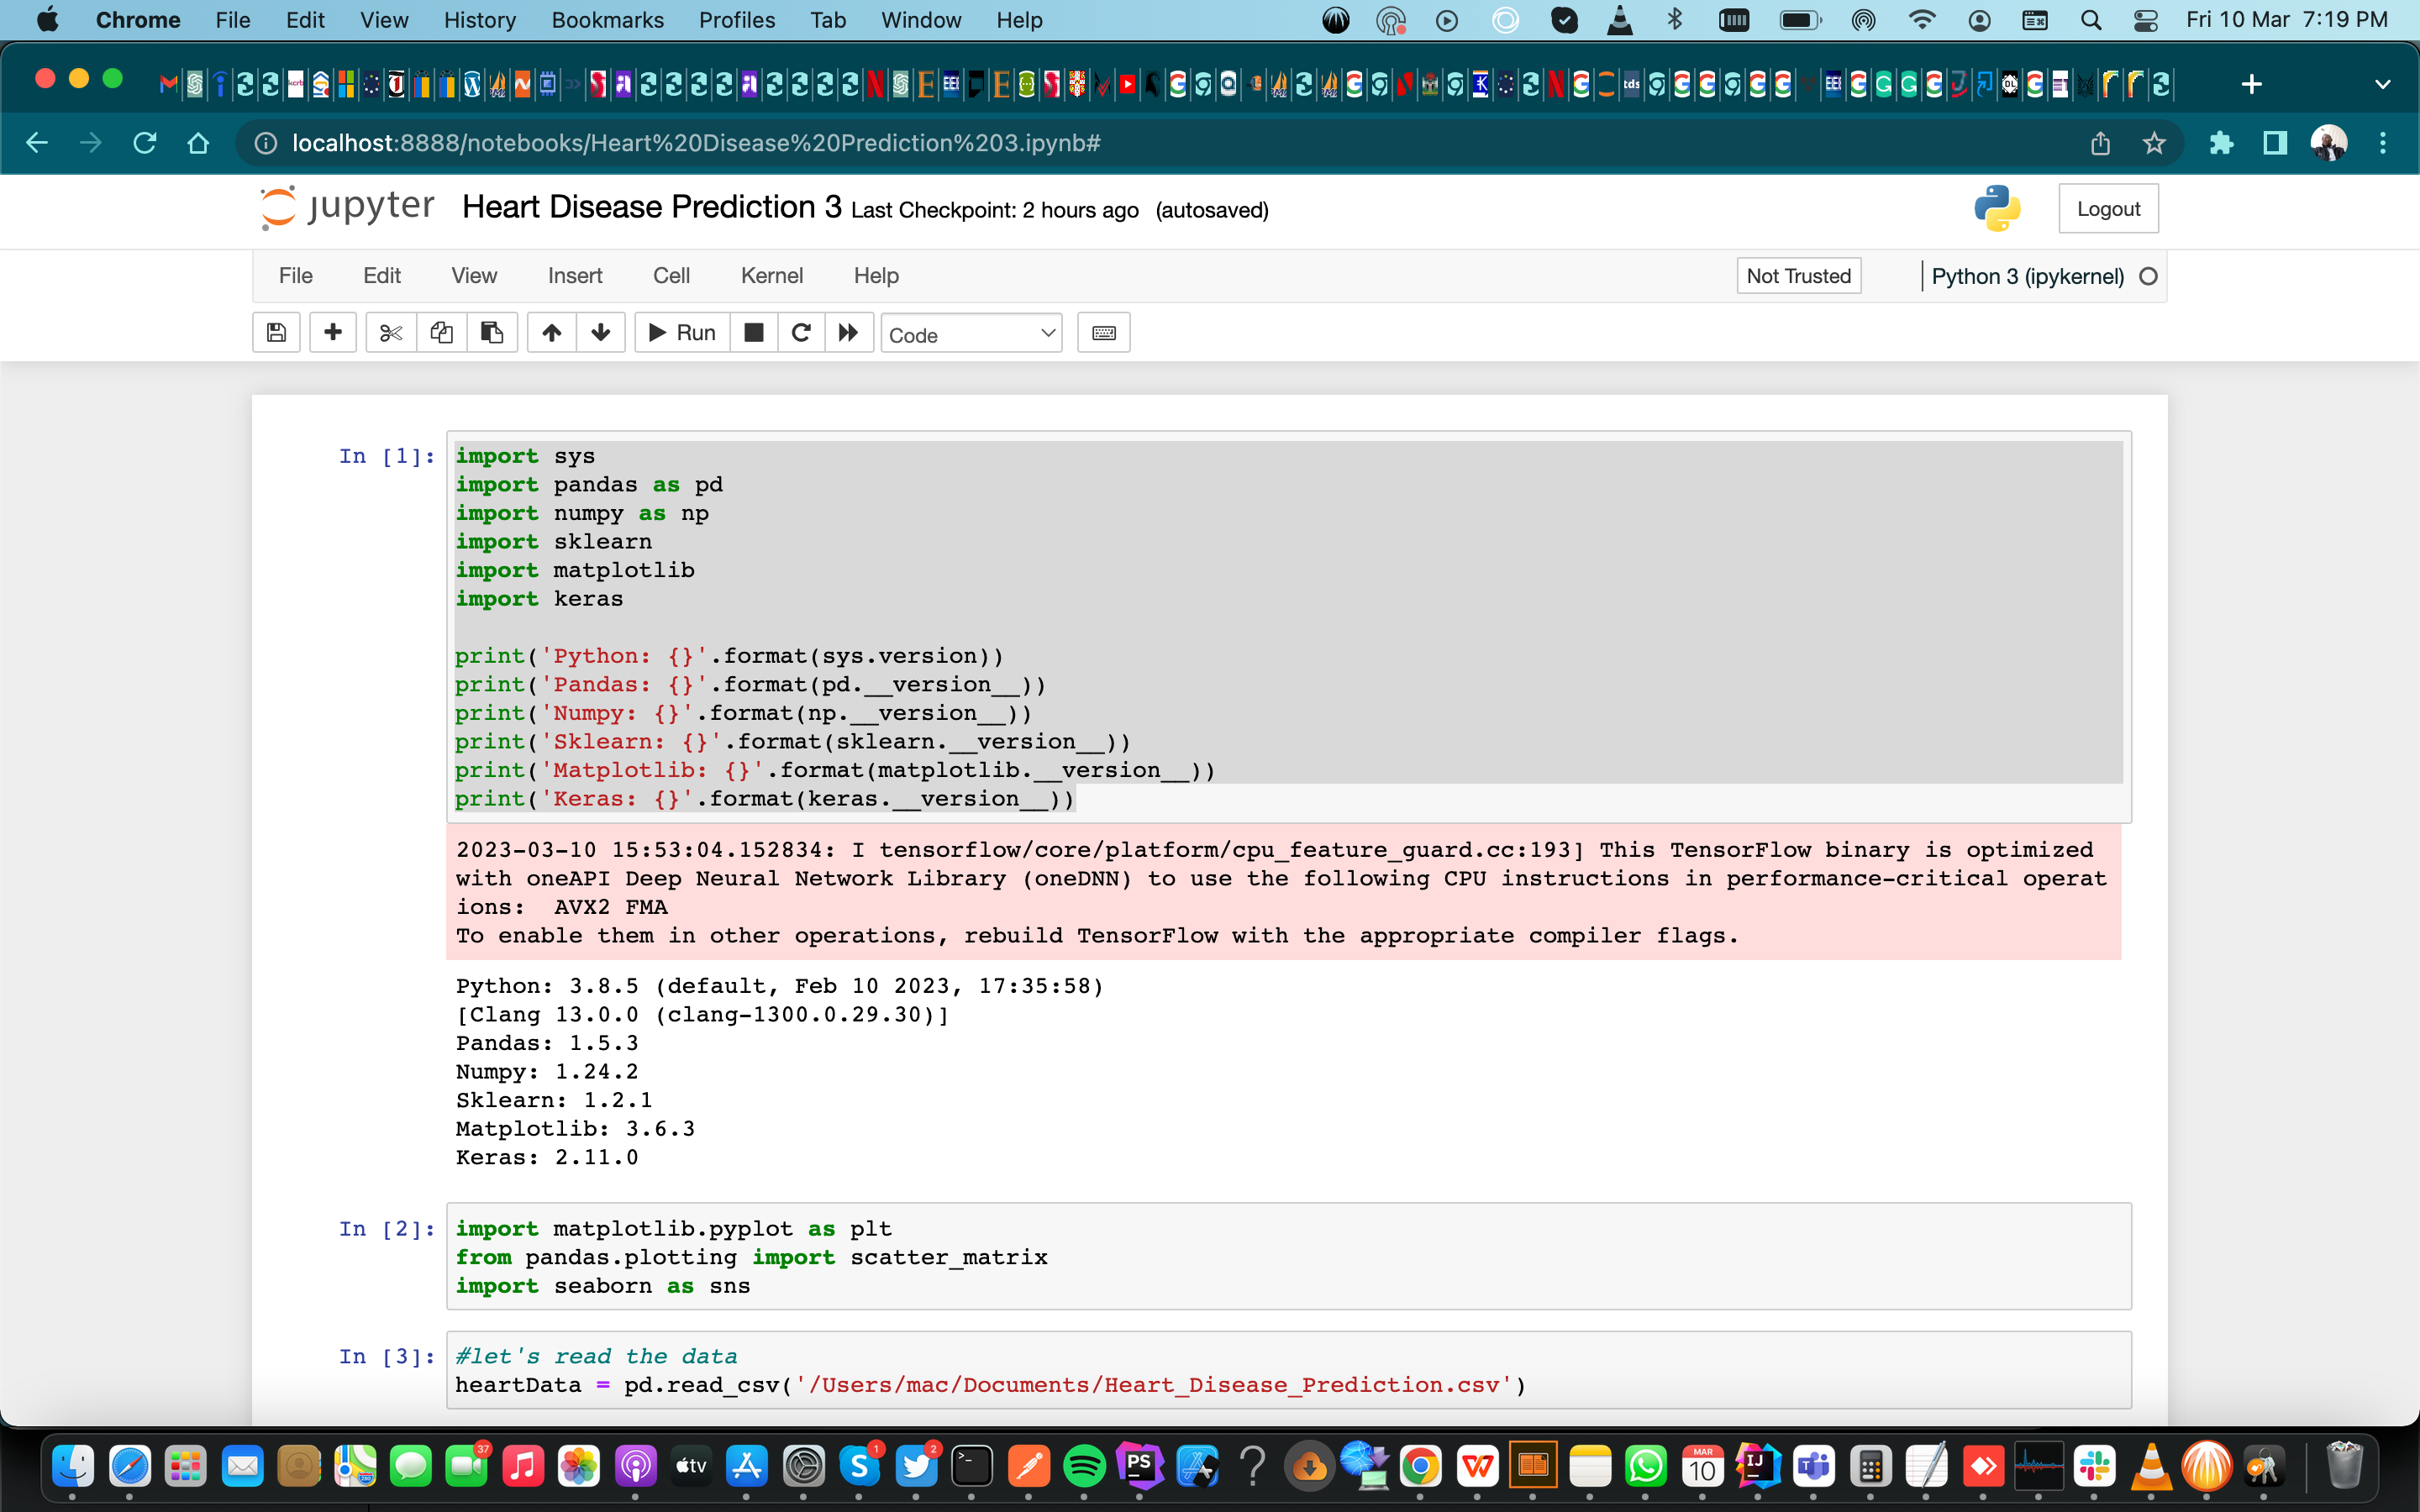 Chrome File Edit View History Bookmarks Profiles Tab Window Help Fri 10 Mar 7:19 PM
localhost:8888/notebooks/Heart%20Disease%20Prediction%203.ipynb#
jupyter Heart Disease Prediction 3 Last Checkpoint: 2 hours ago (autosaved) Logout
File Edit View Insert Cell Kernel Help Not Trusted Python 3 (ipykernel)
Run Code
In [1]: import sys
import pandas as pd
import numpy as np
import sklearn
import matplotlib
import keras
print('Python: {}'.format(sys.version))
print('Pandas: {}'.format(pd.__version__))
print('Numpy: {}'.format(np.__version__))
print('Sklearn: {}'.format(sklearn.__version__))
print('Matplotlib: {}'.format(matplotlib.__version__))
print('Keras: {}'.format(keras.__version__))
2023-03-10 15:53:04.152834: I tensorflow/core/platform/cpu_feature_guard.cc:193] This TensorFlow binary is optimized
with oneAPI Deep Neural Network Library (oneDNN) to use the following CPU instructions in performance-critical operat
ions:  AVX2 FMA
To enable them in other operations, rebuild TensorFlow with the appropriate compiler flags.
Python: 3.8.5 (default, Feb 10 2023, 17:35:58)
[Clang 13.0.0 (clang-1300.0.29.30)]
Pandas: 1.5.3
Numpy: 1.24.2
Sklearn: 1.2.1
Matplotlib: 3.6.3
Keras: 2.11.0
In [2]: import matplotlib.pyplot as plt
from pandas.plotting import scatter_matrix
import seaborn as sns
In [3]: #let's read the data
heartData = pd.read_csv('/Users/mac/Documents/Heart_Disease_Prediction.csv')
37 tv 1 2 PS MAR 10 IJ